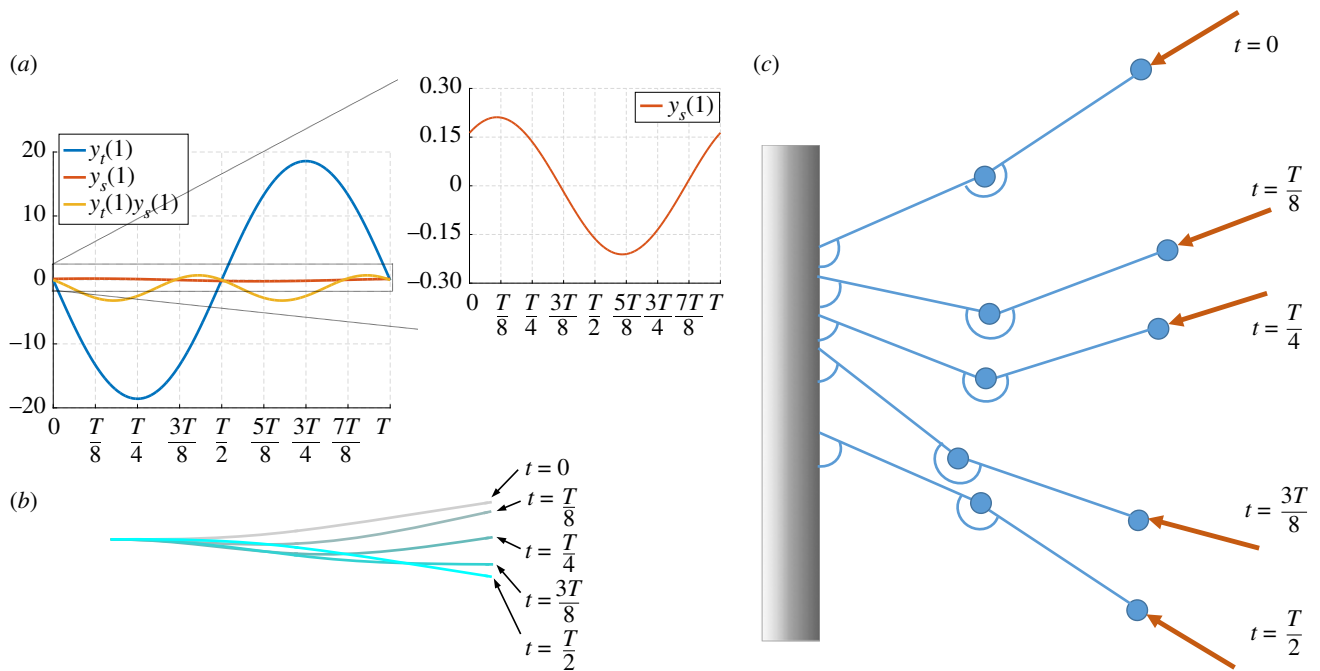 (a)
y_t(1)
y_s(1)
y_t(1)y_s(1)
20
10
0
−10
−20
0 T/8 T/4 3T/8 T/2 5T/8 3T/4 7T/8 T
y_s(1)
0.30
0.15
0
−0.15
−0.30
0 T/8 T/4 3T/8 T/2 5T/8 3T/4 7T/8 T
(b)
t = 0
t = T/8
t = T/4
t = 3T/8
t = T/2
(c)
t = 0
t = T/8
t = T/4
t = 3T/8
t = T/2